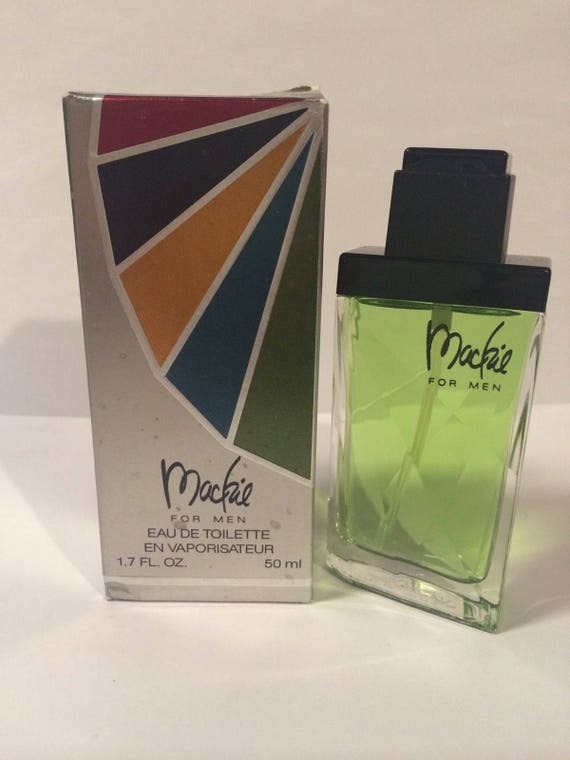 Mackie
FOR MEN
EAU DE TOILETTE
EN VAPORISATEUR
1.7 FL. OZ. 50 ml
Mackie
FOR MEN